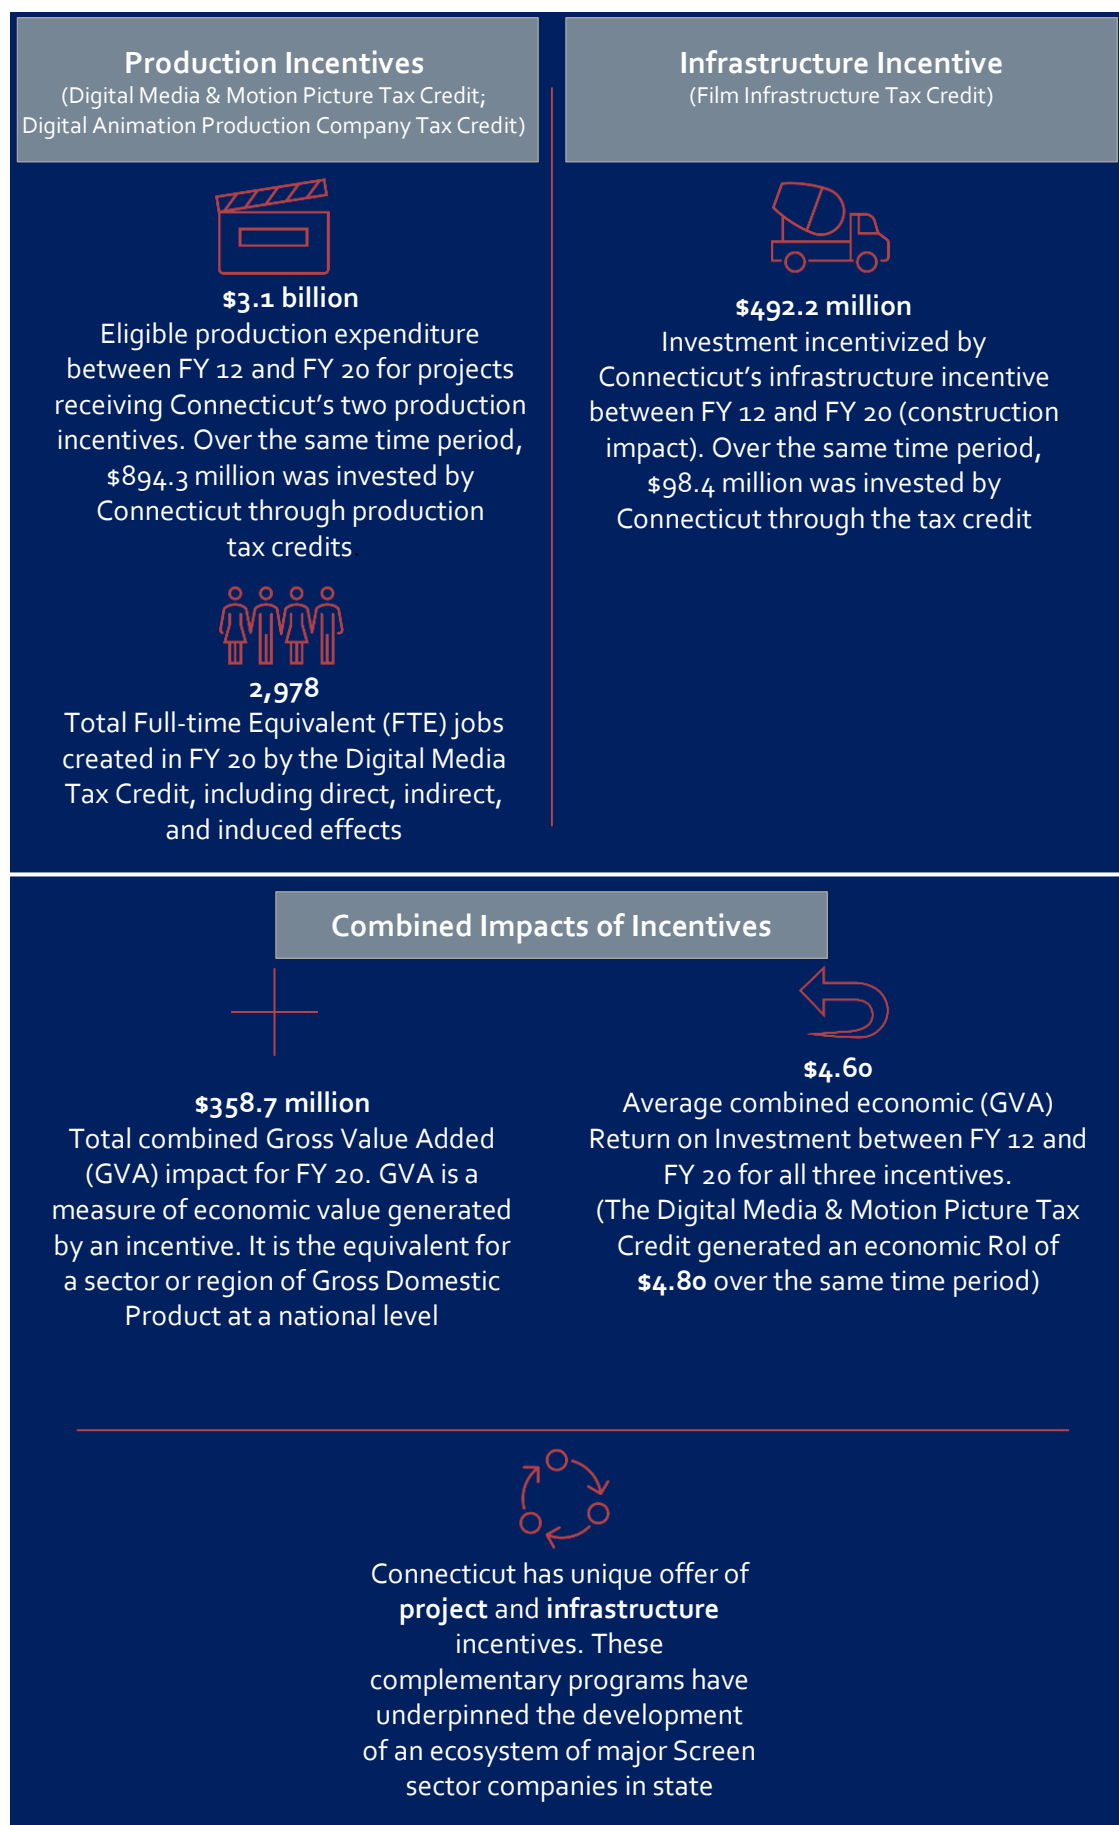 Production Incentives
(Digital Media & Motion Picture Tax Credit;
Digital Animation Production Company Tax Credit)
$3.1 billion
Eligible production expenditure
between FY 12 and FY 20 for projects
receiving Connecticut's two production
incentives. Over the same time period,
$894.3 million was invested by
Connecticut through production
tax credits.
2,978
Total Full-time Equivalent (FTE) jobs
created in FY 20 by the Digital Media
Tax Credit, including direct, indirect,
and induced effects
Infrastructure Incentive
(Film Infrastructure Tax Credit)
$492.2 million
Investment incentivized by
Connecticut's infrastructure incentive
between FY 12 and FY 20 (construction
impact). Over the same time period,
$98.4 million was invested by
Connecticut through the tax credit
Combined Impacts of Incentives
$358.7 million
Total combined Gross Value Added
(GVA) impact for FY 20. GVA is a
measure of economic value generated
by an incentive. It is the equivalent for
a sector or region of Gross Domestic
Product at a national level
$4.60
Average combined economic (GVA)
Return on Investment between FY 12 and
FY 20 for all three incentives.
(The Digital Media & Motion Picture Tax
Credit generated an economic RoI of
$4.80 over the same time period)
Connecticut has unique offer of
project and infrastructure
incentives. These
complementary programs have
underpinned the development
of an ecosystem of major Screen
sector companies in state